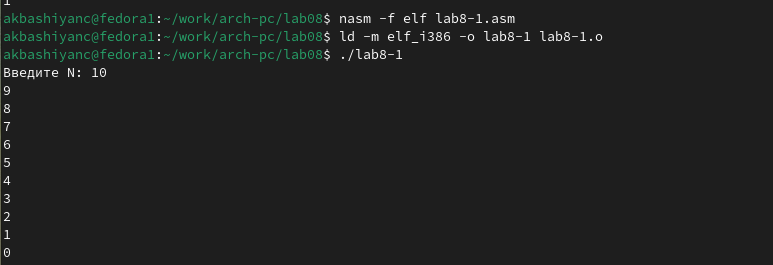 1
akbashiyanc@fedora1:~/work/arch-pc/lab08$ nasm -f elf lab8-1.asm
akbashiyanc@fedora1:~/work/arch-pc/lab08$ ld -m elf_i386 -o lab8-1 lab8-1.o
akbashiyanc@fedora1:~/work/arch-pc/lab08$ ./lab8-1
Введите N: 10
9
8
7
6
5
4
3
2
1
0